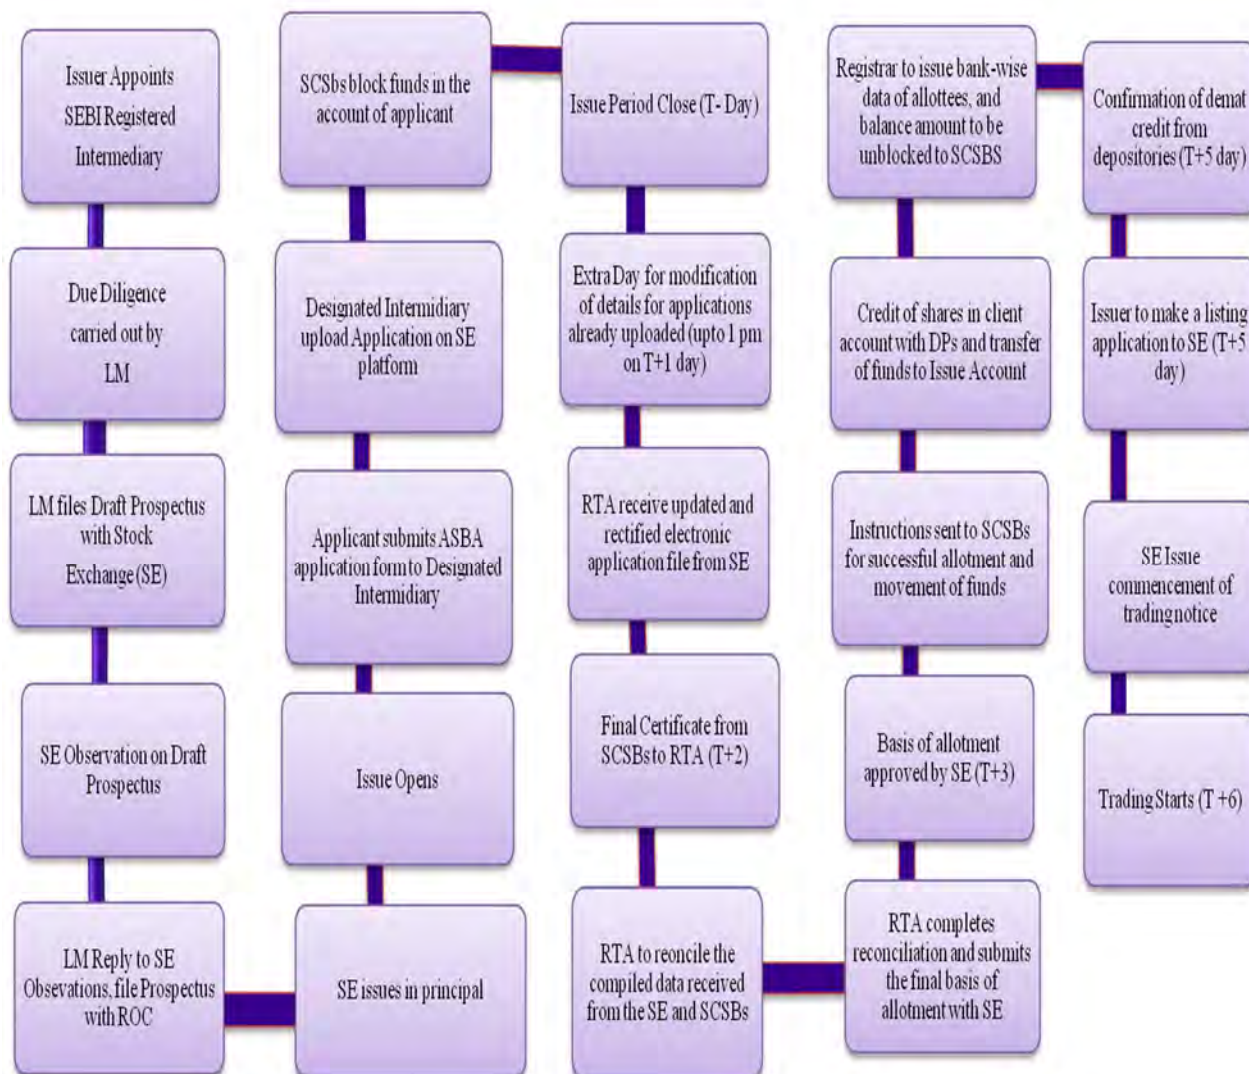 Issuer Appoints
SEBI Registered
Intermediary
Due Diligence
carried out by
LM
LM files Draft Prospectus
with Stock
Exchange (SE)
SE Observation on Draft
Prospectus
LM Reply to SE
Obsevations, file Prospectus
with ROC
SE issues in principal
Issue Opens
Applicant submits ASBA
application form to Designated
Intermidiary
Designated Intermidiary
upload Application on SE
platform
SCSbs block funds in the
account of applicant
Issue Period Close (T- Day)
Extra Day for modification
of details for applications
already uploaded (upto 1 pm
on T+1 day)
RTA receive updated and
rectified electronic
application file from SE
Final Certificate from
SCSBs to RTA (T+2)
RTA to reconcile the
compiled data received
from the SE and SCSBs
RTA completes
reconciliation and submits
the final basis of
allotment with SE
Basis of allotment
approved by SE (T+3)
Instructions sent to SCSBs
for successful allotment and
movement of funds
Credit of shares in client
account with DPs and transfer
of funds to Issue Account
Registrar to issue bank-wise
data of allottees, and
balance amount to be
unblocked to SCSBS
Confirmation of demat
credit from
depositories (T+5 day)
Issuer to make a listing
application to SE (T+5
day)
SE Issue
commencement of
trading notice
Trading Starts (T +6)